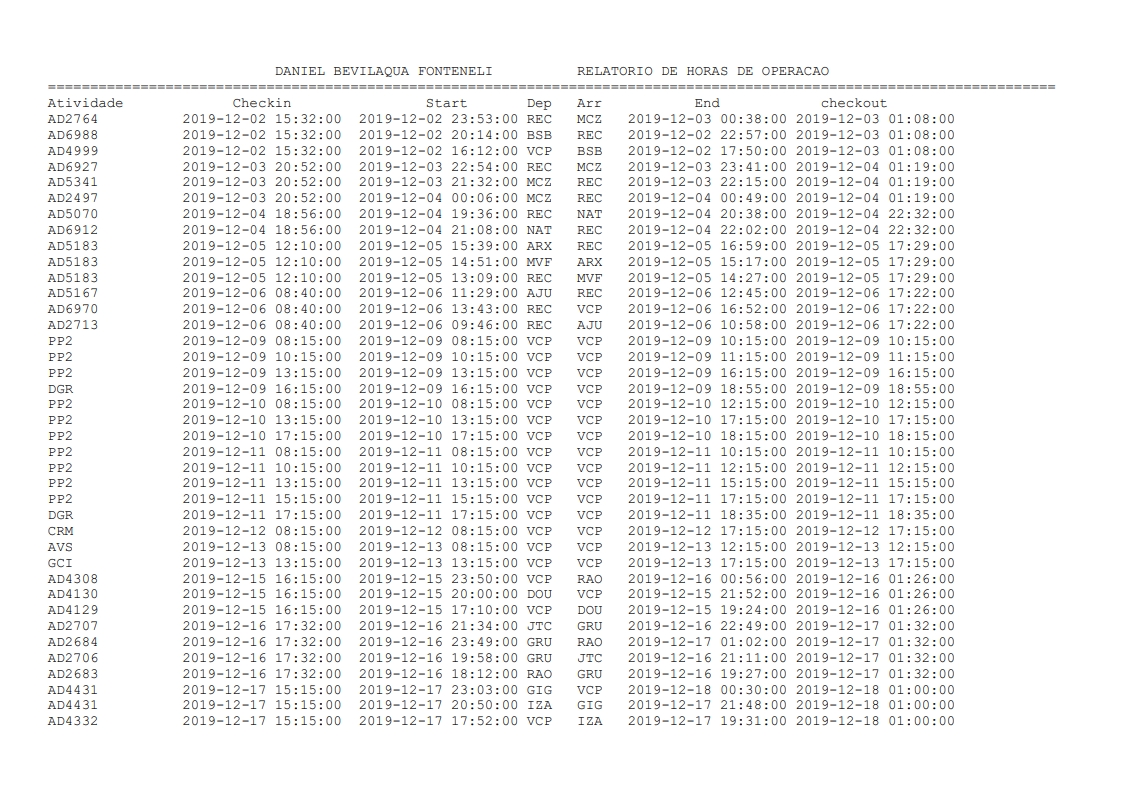 DANIEL BEVILAQUA FONTENELI RELATORIO DE HORAS DE OPERACAO
========================================================================================================================
Atividade Checkin Start Dep Arr End checkout
AD2764 2019-12-02 15:32:00 2019-12-02 23:53:00 REC MCZ 2019-12-03 00:38:00 2019-12-03 01:08:00
AD6988 2019-12-02 15:32:00 2019-12-02 20:14:00 BSB REC 2019-12-02 22:57:00 2019-12-03 01:08:00
AD4999 2019-12-02 15:32:00 2019-12-02 16:12:00 VCP BSB 2019-12-02 17:50:00 2019-12-03 01:08:00
AD6927 2019-12-03 20:52:00 2019-12-03 22:54:00 REC MCZ 2019-12-03 23:41:00 2019-12-04 01:19:00
AD5341 2019-12-03 20:52:00 2019-12-03 21:32:00 MCZ REC 2019-12-03 22:15:00 2019-12-04 01:19:00
AD2497 2019-12-03 20:52:00 2019-12-04 00:06:00 MCZ REC 2019-12-04 00:49:00 2019-12-04 01:19:00
AD5070 2019-12-04 18:56:00 2019-12-04 19:36:00 REC NAT 2019-12-04 20:38:00 2019-12-04 22:32:00
AD6912 2019-12-04 18:56:00 2019-12-04 21:08:00 NAT REC 2019-12-04 22:02:00 2019-12-04 22:32:00
AD5183 2019-12-05 12:10:00 2019-12-05 15:39:00 ARX REC 2019-12-05 16:59:00 2019-12-05 17:29:00
AD5183 2019-12-05 12:10:00 2019-12-05 14:51:00 MVF ARX 2019-12-05 15:17:00 2019-12-05 17:29:00
AD5183 2019-12-05 12:10:00 2019-12-05 13:09:00 REC MVF 2019-12-05 14:27:00 2019-12-05 17:29:00
AD5167 2019-12-06 08:40:00 2019-12-06 11:29:00 AJU REC 2019-12-06 12:45:00 2019-12-06 17:22:00
AD6970 2019-12-06 08:40:00 2019-12-06 13:43:00 REC VCP 2019-12-06 16:52:00 2019-12-06 17:22:00
AD2713 2019-12-06 08:40:00 2019-12-06 09:46:00 REC AJU 2019-12-06 10:58:00 2019-12-06 17:22:00
PP2 2019-12-09 08:15:00 2019-12-09 08:15:00 VCP VCP 2019-12-09 10:15:00 2019-12-09 10:15:00
PP2 2019-12-09 10:15:00 2019-12-09 10:15:00 VCP VCP 2019-12-09 11:15:00 2019-12-09 11:15:00
PP2 2019-12-09 13:15:00 2019-12-09 13:15:00 VCP VCP 2019-12-09 16:15:00 2019-12-09 16:15:00
DGR 2019-12-09 16:15:00 2019-12-09 16:15:00 VCP VCP 2019-12-09 18:55:00 2019-12-09 18:55:00
PP2 2019-12-10 08:15:00 2019-12-10 08:15:00 VCP VCP 2019-12-10 12:15:00 2019-12-10 12:15:00
PP2 2019-12-10 13:15:00 2019-12-10 13:15:00 VCP VCP 2019-12-10 17:15:00 2019-12-10 17:15:00
PP2 2019-12-10 17:15:00 2019-12-10 17:15:00 VCP VCP 2019-12-10 18:15:00 2019-12-10 18:15:00
PP2 2019-12-11 08:15:00 2019-12-11 08:15:00 VCP VCP 2019-12-11 10:15:00 2019-12-11 10:15:00
PP2 2019-12-11 10:15:00 2019-12-11 10:15:00 VCP VCP 2019-12-11 12:15:00 2019-12-11 12:15:00
PP2 2019-12-11 13:15:00 2019-12-11 13:15:00 VCP VCP 2019-12-11 15:15:00 2019-12-11 15:15:00
PP2 2019-12-11 15:15:00 2019-12-11 15:15:00 VCP VCP 2019-12-11 17:15:00 2019-12-11 17:15:00
DGR 2019-12-11 17:15:00 2019-12-11 17:15:00 VCP VCP 2019-12-11 18:35:00 2019-12-11 18:35:00
CRM 2019-12-12 08:15:00 2019-12-12 08:15:00 VCP VCP 2019-12-12 17:15:00 2019-12-12 17:15:00
AVS 2019-12-13 08:15:00 2019-12-13 08:15:00 VCP VCP 2019-12-13 12:15:00 2019-12-13 12:15:00
GCI 2019-12-13 13:15:00 2019-12-13 13:15:00 VCP VCP 2019-12-13 17:15:00 2019-12-13 17:15:00
AD4308 2019-12-15 16:15:00 2019-12-15 23:50:00 VCP RAO 2019-12-16 00:56:00 2019-12-16 01:26:00
AD4130 2019-12-15 16:15:00 2019-12-15 20:00:00 DOU VCP 2019-12-15 21:52:00 2019-12-16 01:26:00
AD4129 2019-12-15 16:15:00 2019-12-15 17:10:00 VCP DOU 2019-12-15 19:24:00 2019-12-16 01:26:00
AD2707 2019-12-16 17:32:00 2019-12-16 21:34:00 JTC GRU 2019-12-16 22:49:00 2019-12-17 01:32:00
AD2684 2019-12-16 17:32:00 2019-12-16 23:49:00 GRU RAO 2019-12-17 01:02:00 2019-12-17 01:32:00
AD2706 2019-12-16 17:32:00 2019-12-16 19:58:00 GRU JTC 2019-12-16 21:11:00 2019-12-17 01:32:00
AD2683 2019-12-16 17:32:00 2019-12-16 18:12:00 RAO GRU 2019-12-16 19:27:00 2019-12-17 01:32:00
AD4431 2019-12-17 15:15:00 2019-12-17 23:03:00 GIG VCP 2019-12-18 00:30:00 2019-12-18 01:00:00
AD4431 2019-12-17 15:15:00 2019-12-17 20:50:00 IZA GIG 2019-12-17 21:48:00 2019-12-18 01:00:00
AD4332 2019-12-17 15:15:00 2019-12-17 17:52:00 VCP IZA 2019-12-17 19:31:00 2019-12-18 01:00:00